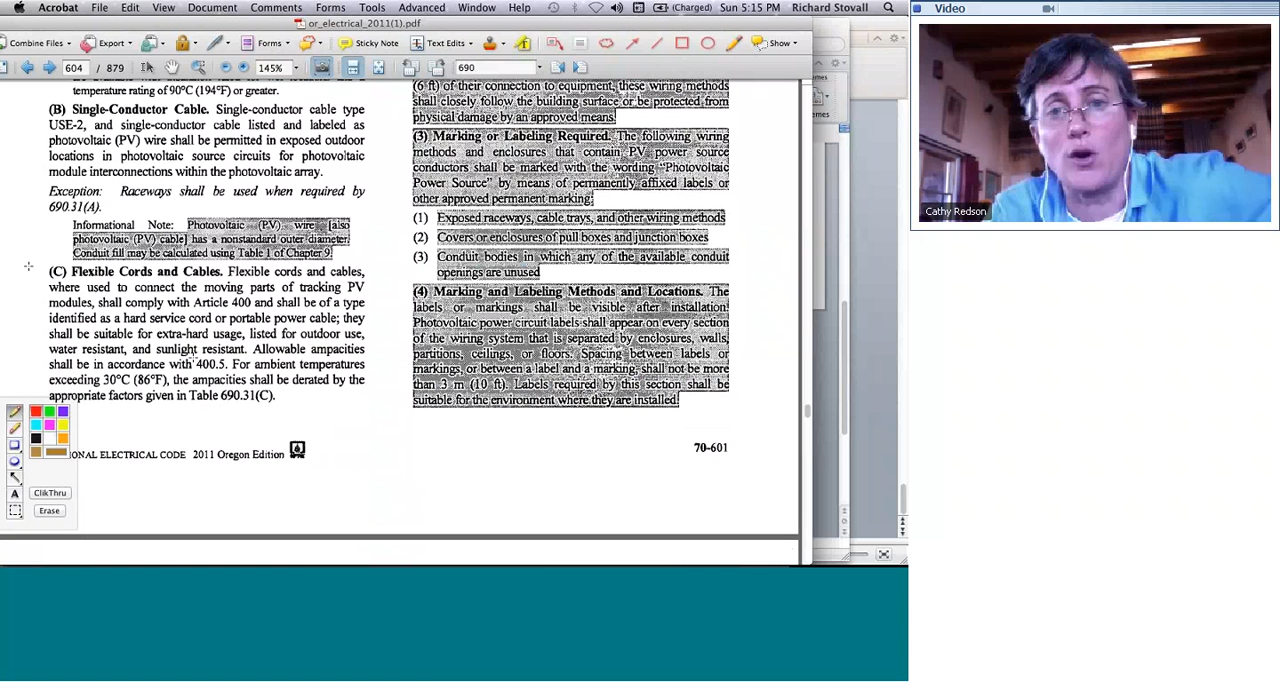 Acrobat File Edit View Document Comments Forms Tools Advanced Window Help (Charged) Sun 5:15 PM Richard Stovall
or_electrical_2011(1).pdf
Combine Files Export Forms Sticky Note Text Edits Show
604 / 879 145% 690
temperature rating of 90°C (194°F) or greater.
(B) Single-Conductor Cable. Single-conductor cable type
USE-2, and single-conductor cable listed and labeled as
photovoltaic (PV) wire shall be permitted in exposed outdoor
locations in photovoltaic source circuits for photovoltaic
module interconnections within the photovoltaic array.
Exception: Raceways shall be used when required by
690.31(A).
Informational Note: Photovoltaic (PV) wire [also
photovoltaic (PV) cable] has a nonstandard outer diameter.
Conduit fill may be calculated using Table 1 of Chapter 9.
(C) Flexible Cords and Cables. Flexible cords and cables,
where used to connect the moving parts of tracking PV
modules, shall comply with Article 400 and shall be of a type
identified as a hard service cord or portable power cable; they
shall be suitable for extra-hard usage, listed for outdoor use,
water resistant, and sunlight resistant. Allowable ampacities
shall be in accordance with 400.5. For ambient temperatures
exceeding 30°C (86°F), the ampacities shall be derated by the
appropriate factors given in Table 690.31(C).
ONAL ELECTRICAL CODE 2011 Oregon Edition
(6 ft) of their connection to equipment, these wiring methods
shall closely follow the building surface or be protected from
physical damage by an approved means.
(3) Marking or Labeling Required. The following wiring
methods and enclosures that contain PV power source
conductors shall be marked with the wording "Photovoltaic
Power Source" by means of permanently affixed labels or
other approved permanent marking:
(1) Exposed raceways, cable trays, and other wiring methods
(2) Covers or enclosures of pull boxes and junction boxes
(3) Conduit bodies in which any of the available conduit
openings are unused
(4) Marking and Labeling Methods and Locations. The
labels or markings shall be visible after installation.
Photovoltaic power circuit labels shall appear on every section
of the wiring system that is separated by enclosures, walls,
partitions, ceilings, or floors. Spacing between labels or
markings, or between a label and a marking, shall not be more
than 3 m (10 ft). Labels required by this section shall be
suitable for the environment where they are installed.
70-601
A
ClikThru
Erase
Video
Cathy Redson